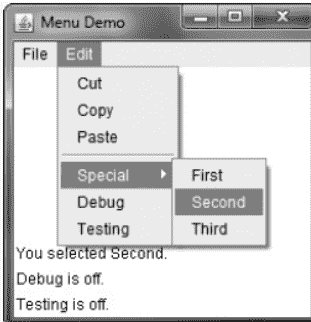 Menu Demo
File Edit
Cut
Copy
Paste
Special First
Debug Second
Testing Third
You selected Second.
Debug is off.
Testing is off.